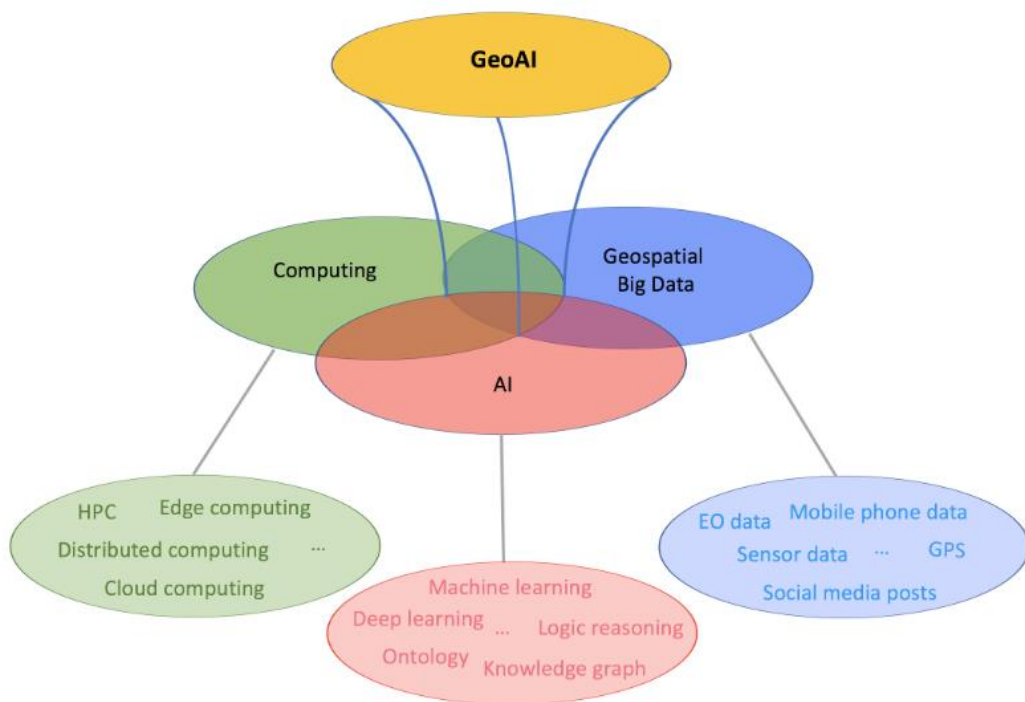 GeoAI
Computing
Geospatial
Big Data
AI
HPC
Edge computing
Distributed computing
...
Cloud computing
EO data
Mobile phone data
Sensor data
...
GPS
Social media posts
Machine learning
Deep learning
...
Logic reasoning
Ontology
Knowledge graph